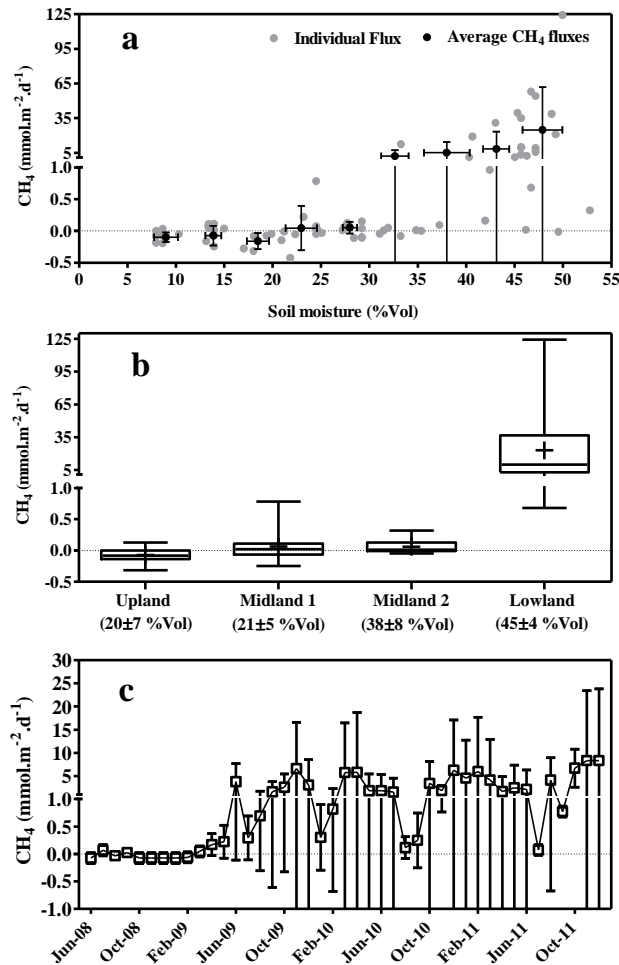 a
Individual Flux
Average CH4 fluxes
CH4 (mmol.m-2.d-1)
125
95
65
35
5
1.0
0.5
0.0
-0.5
0 5 10 15 20 25 30 35 40 45 50 55
Soil moisture (%Vol)
b
CH4 (mmol.m-2.d-1)
125
95
65
35
5
1.0
0.5
0.0
-0.5
Upland Midland 1 Midland 2 Lowland
(20±7 %Vol) (21±5 %Vol) (38±8 %Vol) (45±4 %Vol)
c
CH4 (mmol.m-2.d-1)
30
25
20
15
10
5
1.0
0.5
0.0
-0.5
-1.0
Jun-08 Oct-08 Feb-09 Jun-09 Oct-09 Feb-10 Jun-10 Oct-10 Feb-11 Jun-11 Oct-11